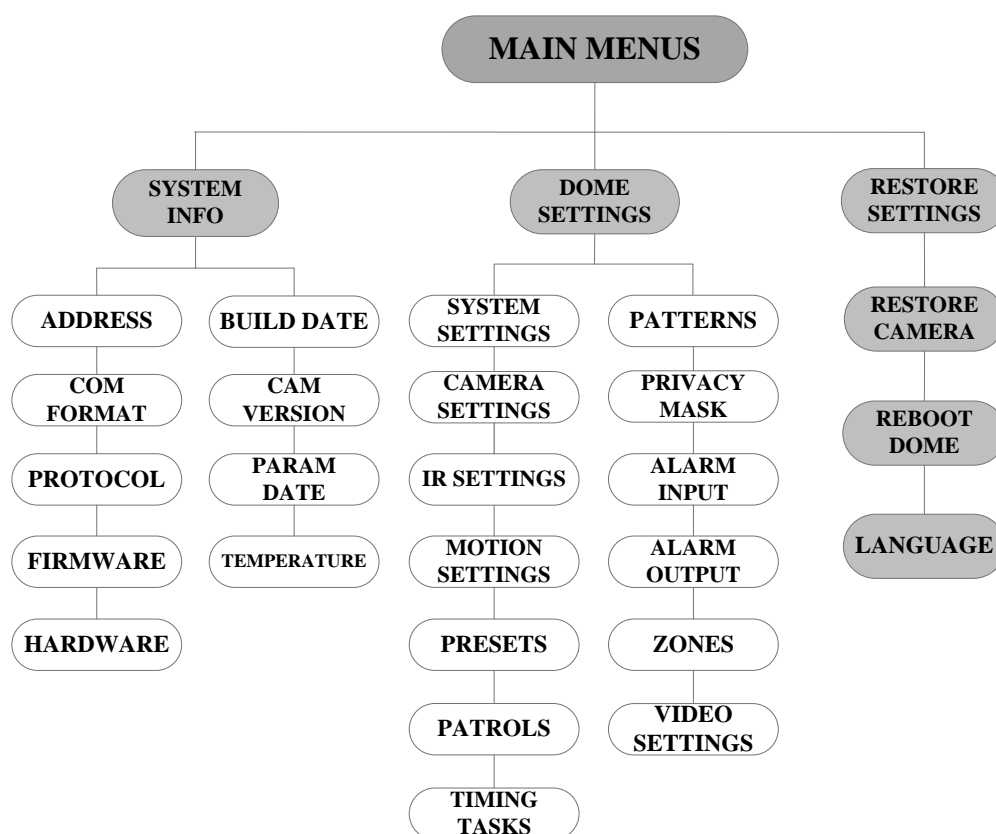 MAIN MENUS
SYSTEM
INFO
DOME
SETTINGS
RESTORE
SETTINGS
ADDRESS
COM
FORMAT
PROTOCOL
FIRMWARE
HARDWARE
BUILD DATE
CAM
VERSION
PARAM
DATE
TEMPERATURE
SYSTEM
SETTINGS
CAMERA
SETTINGS
IR SETTINGS
MOTION
SETTINGS
PRESETS
PATROLS
TIMING
TASKS
PATTERNS
PRIVACY
MASK
ALARM
INPUT
ALARM
OUTPUT
ZONES
VIDEO
SETTINGS
RESTORE
CAMERA
REBOOT
DOME
LANGUAGE